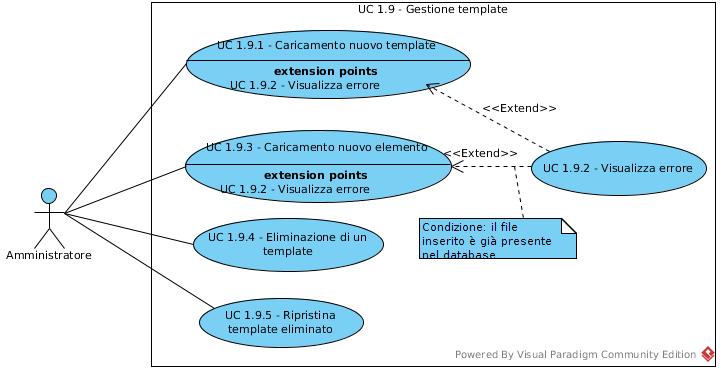 UC 1.9 - Gestione template
UC 1.9.1 - Caricamento nuovo template
extension points
UC 1.9.2 - Visualizza errore
<<Extend>>
UC 1.9.3 - Caricamento nuovo elemento
extension points
UC 1.9.2 - Visualizza errore
<<Extend>>
UC 1.9.2 - Visualizza errore
Amministratore
UC 1.9.4 - Eliminazione di un
template
Condizione: il file
inserito è già presente
nel database
UC 1.9.5 - Ripristina
template eliminato
Powered By Visual Paradigm Community Edition